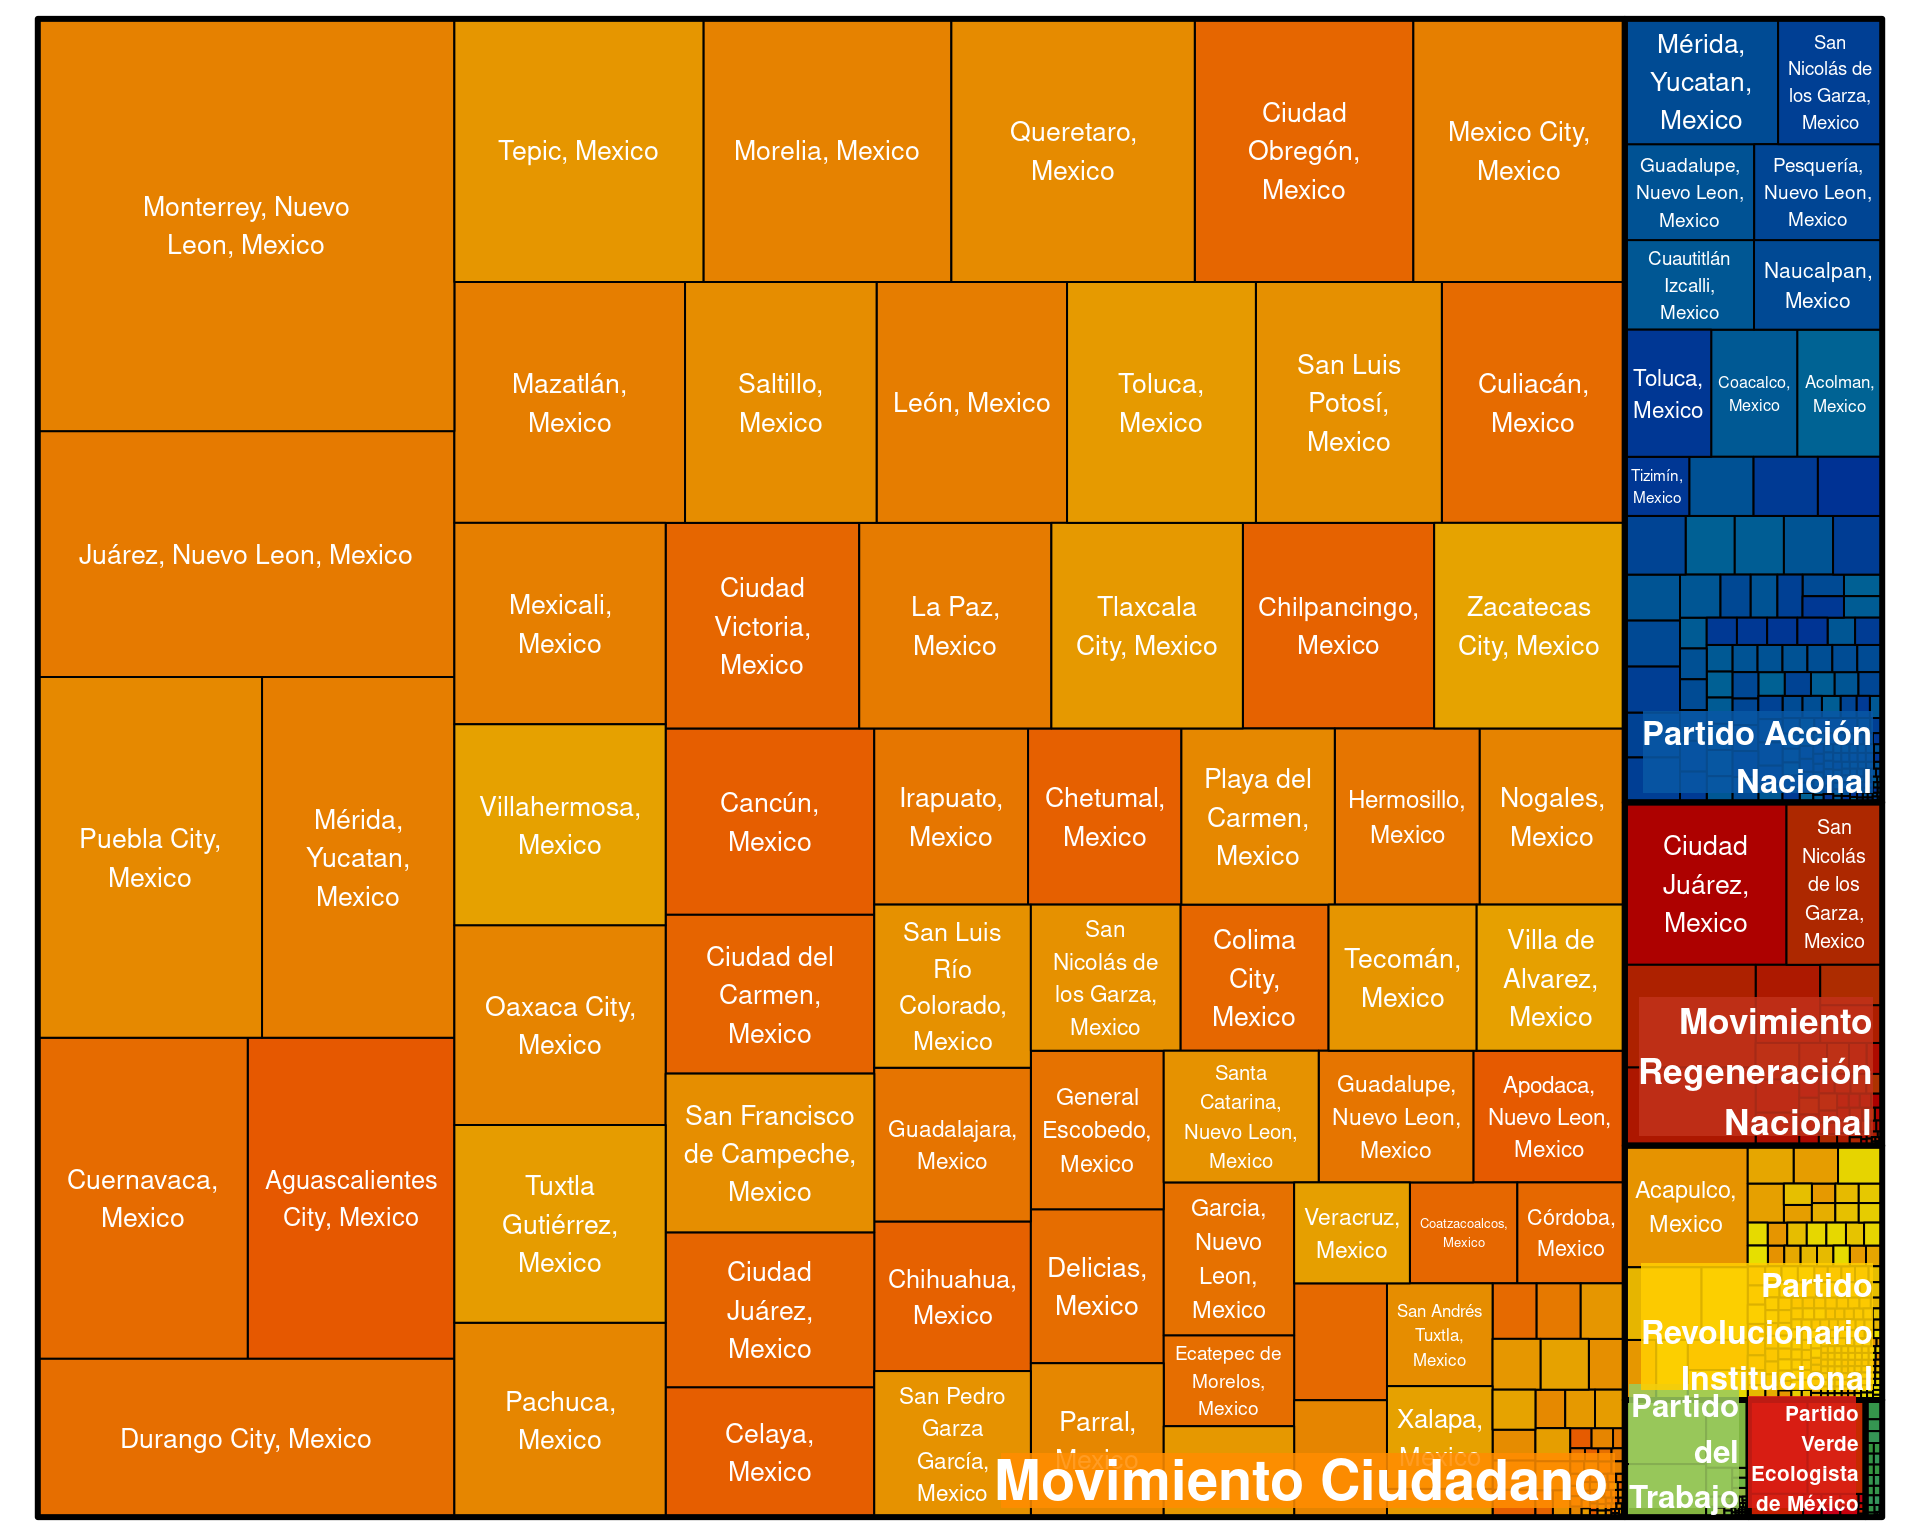 Monterrey, Nuevo
Leon, Mexico
Juárez, Nuevo Leon, Mexico
Puebla City,
Mexico
Mérida,
Yucatan,
Mexico
Cuernavaca,
Mexico
Aguascalientes
City, Mexico
Durango City, Mexico
Tepic, Mexico
Morelia, Mexico
Queretaro,
Mexico
Ciudad
Obregón,
Mexico
Mexico City,
Mexico
Mazatlán,
Mexico
Saltillo,
Mexico
León, Mexico
Toluca,
Mexico
San Luis
Potosí,
Mexico
Culiacán,
Mexico
Mexicali,
Mexico
Ciudad
Victoria,
Mexico
La Paz,
Mexico
Tlaxcala
City, Mexico
Chilpancingo,
Mexico
Zacatecas
City, Mexico
Villahermosa,
Mexico
Oaxaca City,
Mexico
Tuxtla
Gutiérrez,
Mexico
Pachuca,
Mexico
Cancún,
Mexico
Ciudad del
Carmen,
Mexico
San Francisco
de Campeche,
Mexico
Ciudad
Juárez,
Mexico
Celaya,
Mexico
Irapuato,
Mexico
Chetumal,
Mexico
Playa del
Carmen,
Mexico
Hermosillo,
Mexico
Nogales,
Mexico
San Luis
Río
Colorado,
Mexico
Guadalajara,
Mexico
Chihuahua,
Mexico
San Pedro
Garza
García,
Mexico
San
Nicolás de
los Garza,
Mexico
Colima
City,
Mexico
Tecomán,
Mexico
Villa de
Alvarez,
Mexico
General
Escobedo,
Mexico
Delicias,
Mexico
Parral,
Mexico
Santa
Catarina,
Nuevo Leon,
Mexico
Guadalupe,
Nuevo Leon,
Mexico
Apodaca,
Nuevo Leon,
Mexico
Garcia,
Nuevo
Leon,
Mexico
Ecatepec de
Morelos,
Mexico
Veracruz,
Mexico
Coatzacoalcos,
Mexico
Córdoba,
Mexico
San Andrés
Tuxtla,
Mexico
Xalapa,
Mexico
Movimiento Ciudadano
Mérida,
Yucatan,
Mexico
San
Nicolás de
los Garza,
Mexico
Guadalupe,
Nuevo Leon,
Mexico
Pesquería,
Nuevo Leon,
Mexico
Cuautitlán
Izcalli,
Mexico
Naucalpan,
Mexico
Toluca,
Mexico
Coacalco,
Mexico
Acolman,
Mexico
Tizimín,
Mexico
Partido Acción
Nacional
Ciudad
Juárez,
Mexico
San
Nicolás
de los
Garza,
Mexico
Movimiento
Regeneración
Nacional
Acapulco,
Mexico
Partido
Revolucionario
Institucional
Partido
del
Trabajo
Partido
Verde
Ecologista
de México